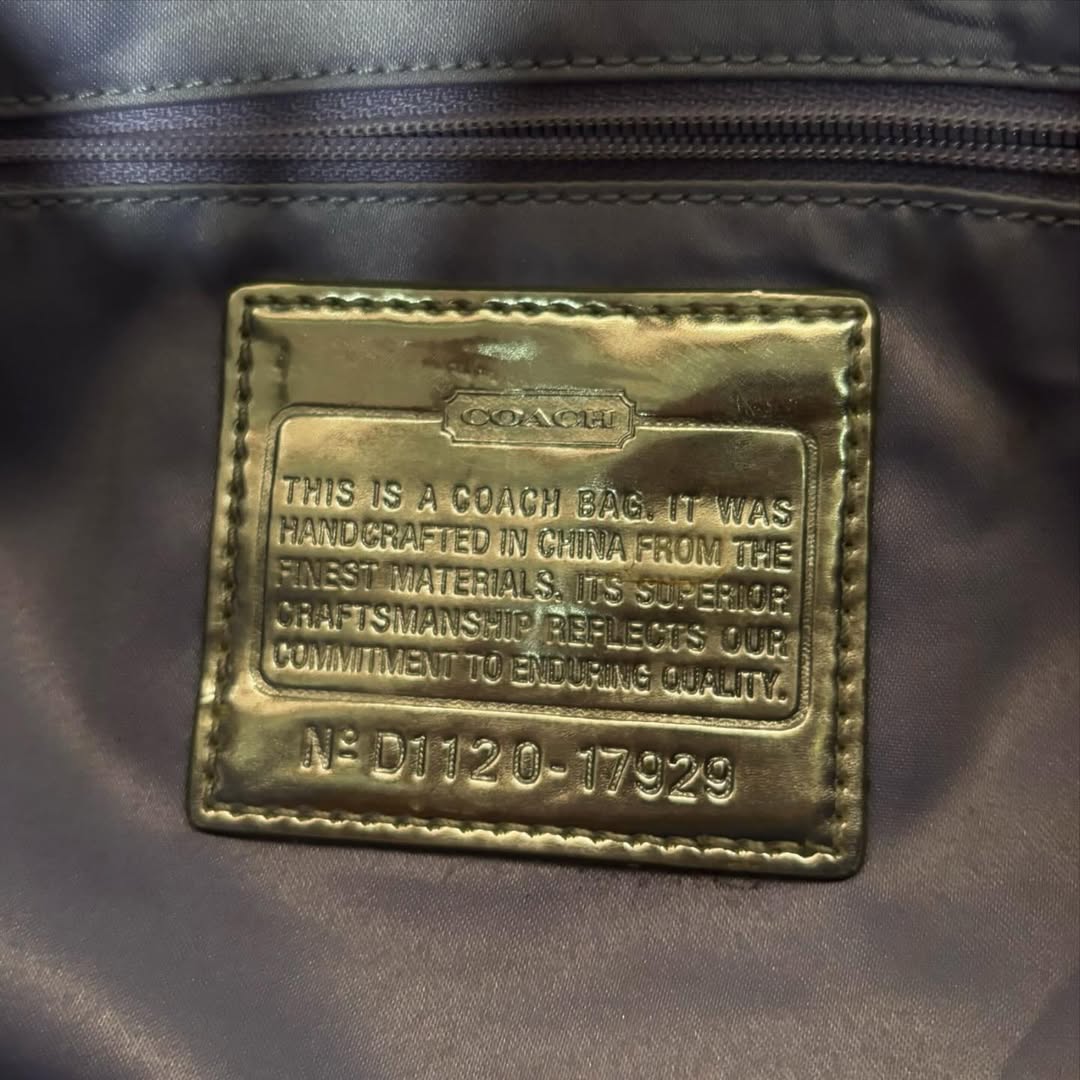 COACH
THIS IS A COACH BAG. IT WAS
HANDCRAFTED IN CHINA FROM THE
FINEST MATERIALS. ITS SUPERIOR
CRAFTSMANSHIP REFLECTS OUR
COMMITMENT TO ENDURING QUALITY.
Nº D1120-17929